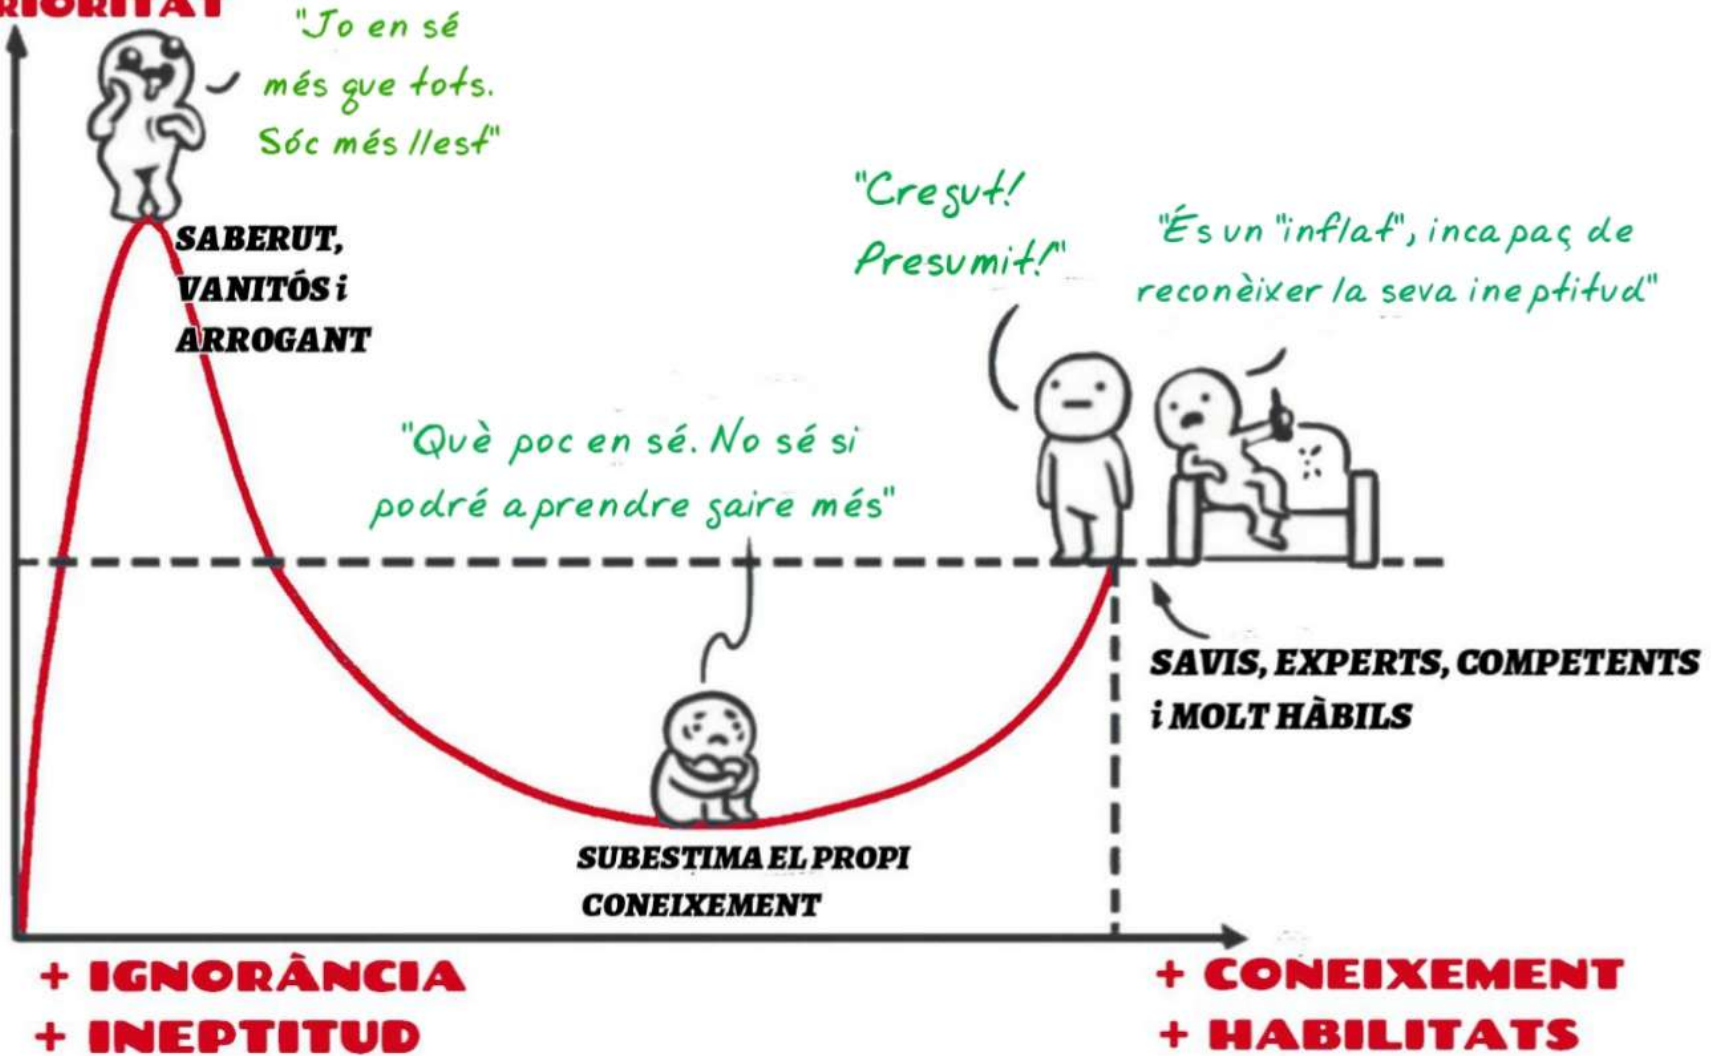 RIORITAT
"Jo en sé
més que tots.
Sóc més llest"
SABERUT,
VANITÓS i
ARROGANT
"Cregut!
Presumit!"
"És un "inflat", incapaç de
reconèixer la seva ineptitud"
"Què poc en sé. No sé si
podré aprendre gaire més"
SAVIS, EXPERTS, COMPETENTS
i MOLT HÀBILS
SUBESTIMA EL PROPI
CONEIXEMENT
+ IGNORÀNCIA
+ INEPTITUD
+ CONEIXEMENT
+ HABILITATS